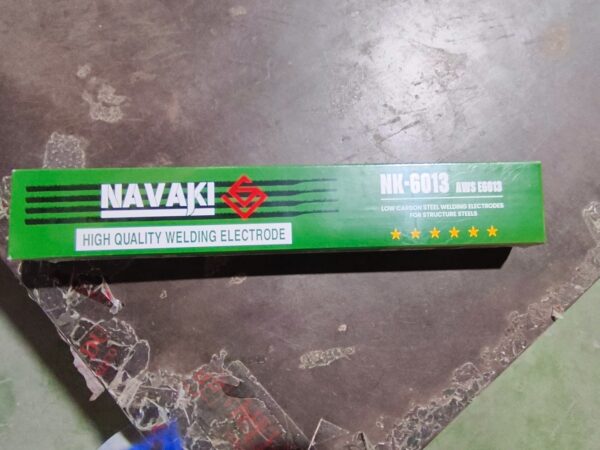 NAVAKI
HIGH QUALITY WELDING ELECTRODE
NK-6013 AWS E6013
LOW CARBON STEEL WELDING ELECTRODES
FOR STRUCTURE STEELS